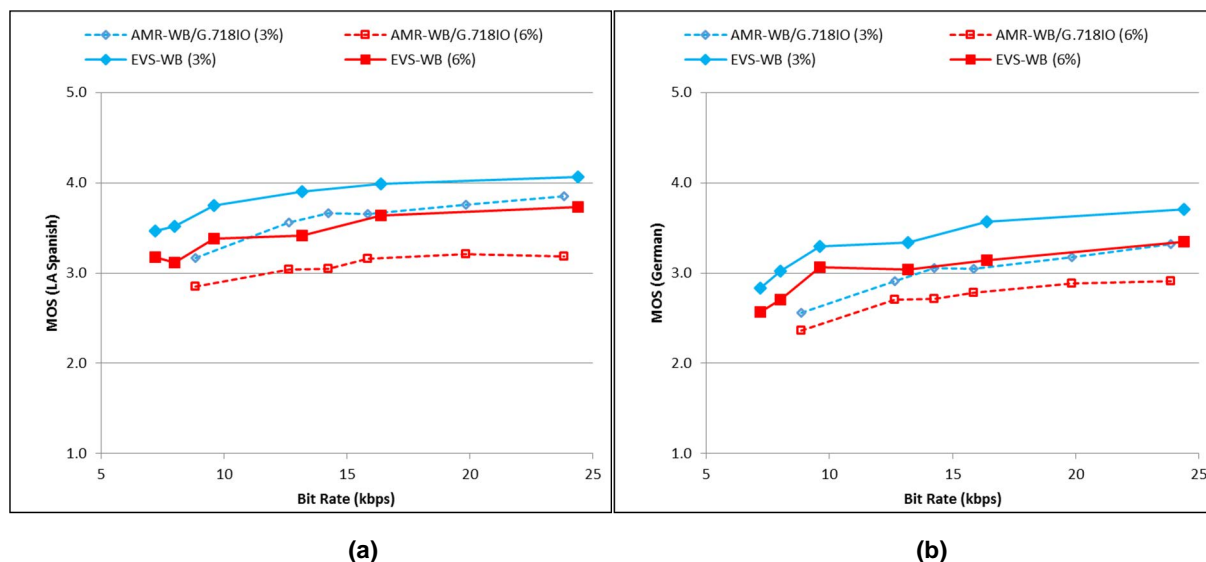 AMR-WB/G.718IO (3%) AMR-WB/G.718IO (6%)
EVS-WB (3%) EVS-WB (6%)
5.0
4.0
3.0
2.0
1.0
MOS (LA Spanish)
5 10 15 20 25
Bit Rate (kbps)
(a)
AMR-WB/G.718IO (3%) AMR-WB/G.718IO (6%)
EVS-WB (3%) EVS-WB (6%)
5.0
4.0
3.0
2.0
1.0
MOS (German)
5 10 15 20 25
Bit Rate (kbps)
(b)